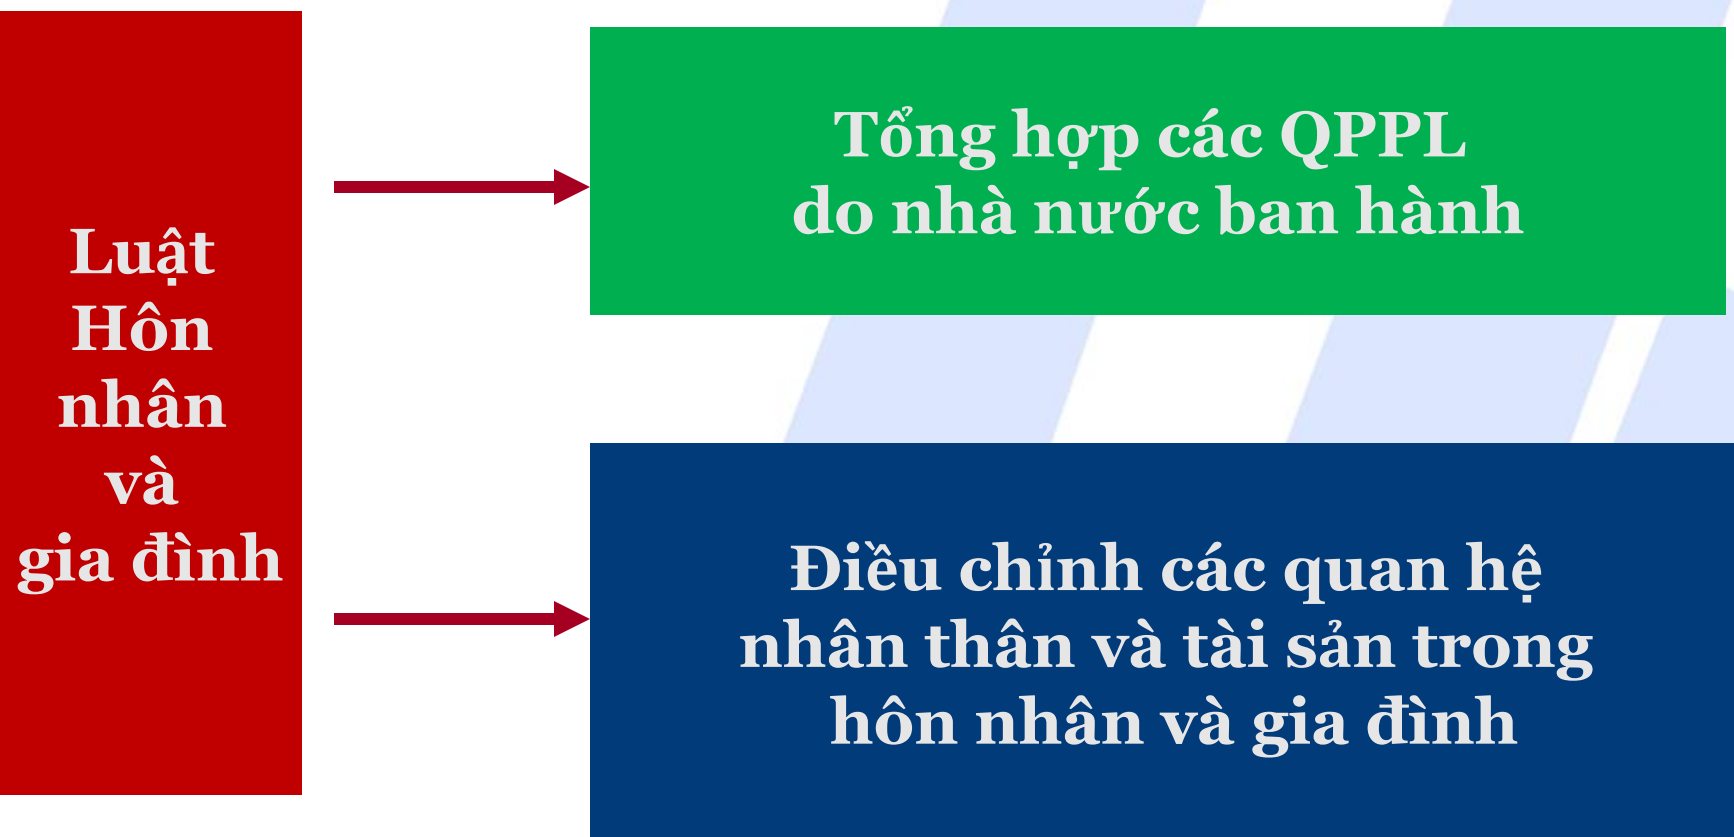 Luật
Hôn
nhân
và
gia đình
Tổng hợp các QPPL
do nhà nước ban hành
Điều chỉnh các quan hệ
nhân thân và tài sản trong
hôn nhân và gia đình